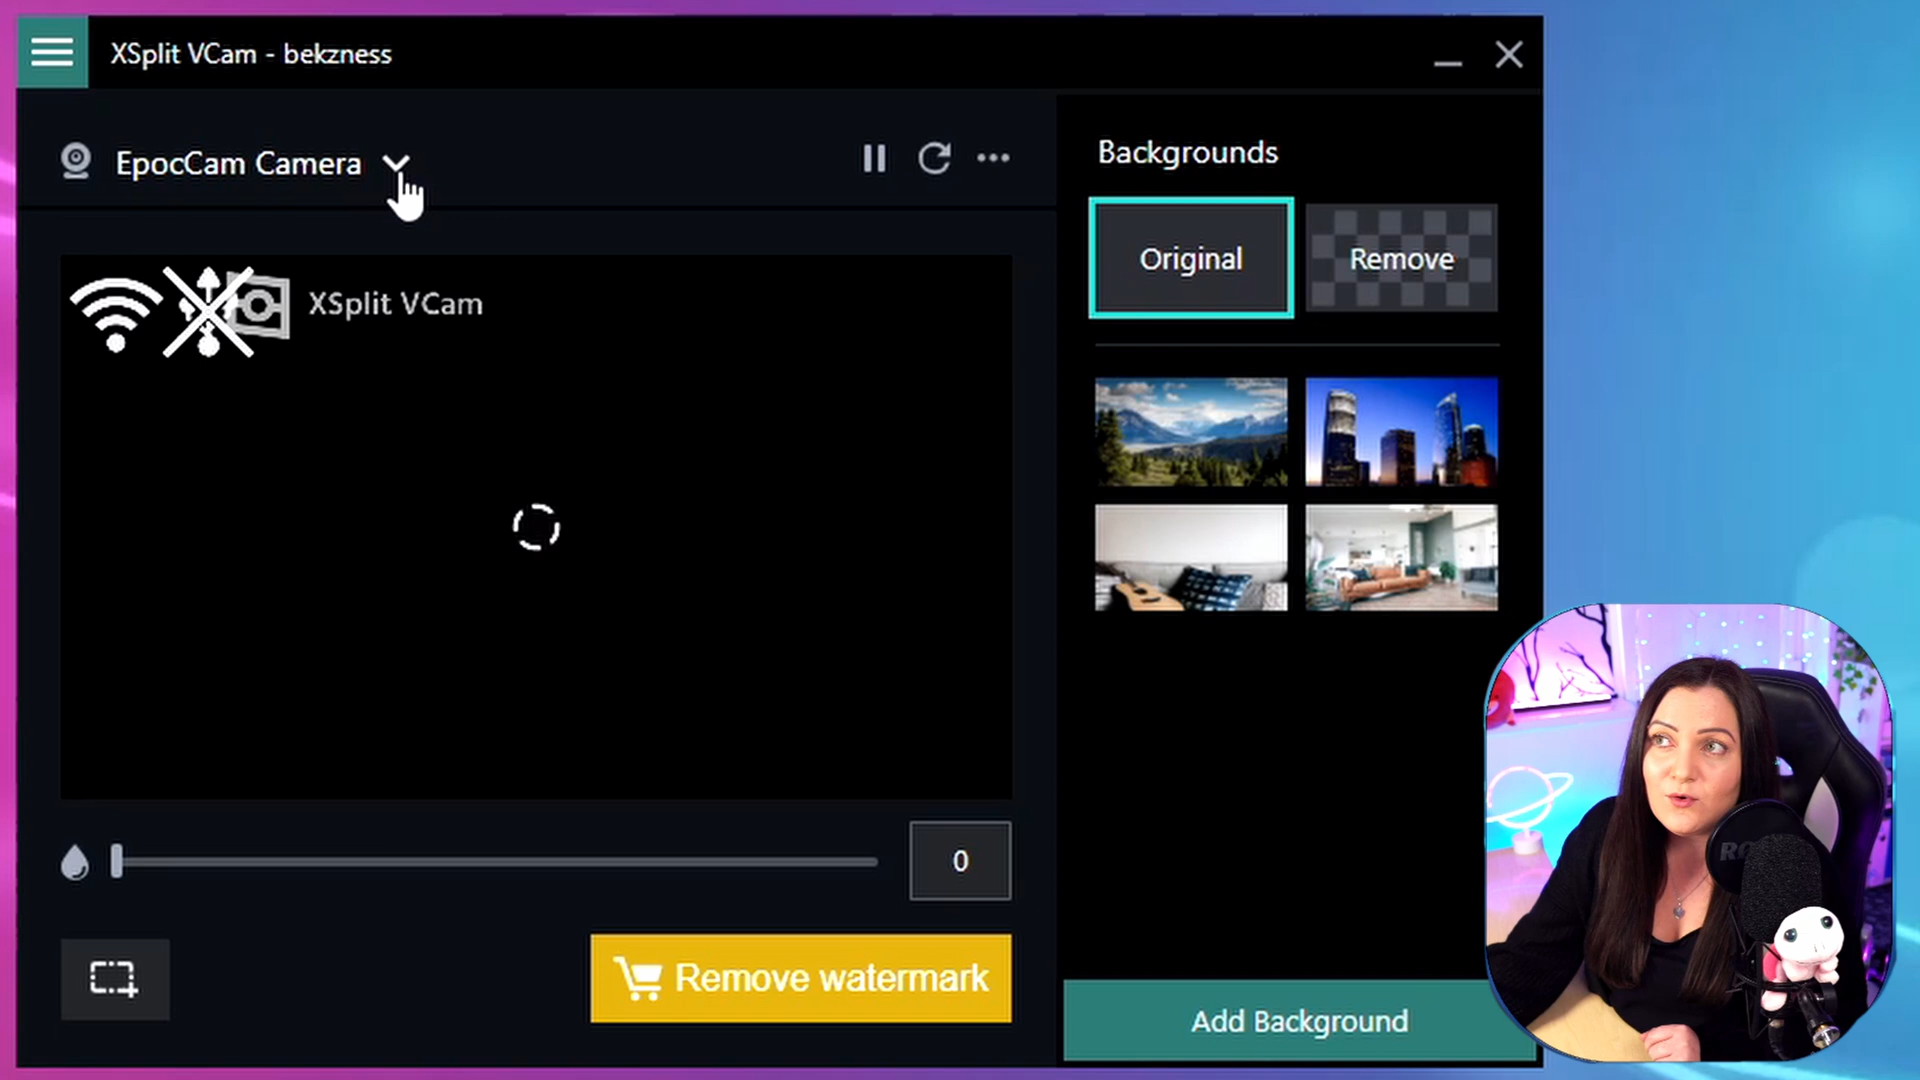 XSplit VCam - bekzness
EpocCam Camera
XSplit VCam
0
Remove watermark
Backgrounds
Original
Remove
Add Background